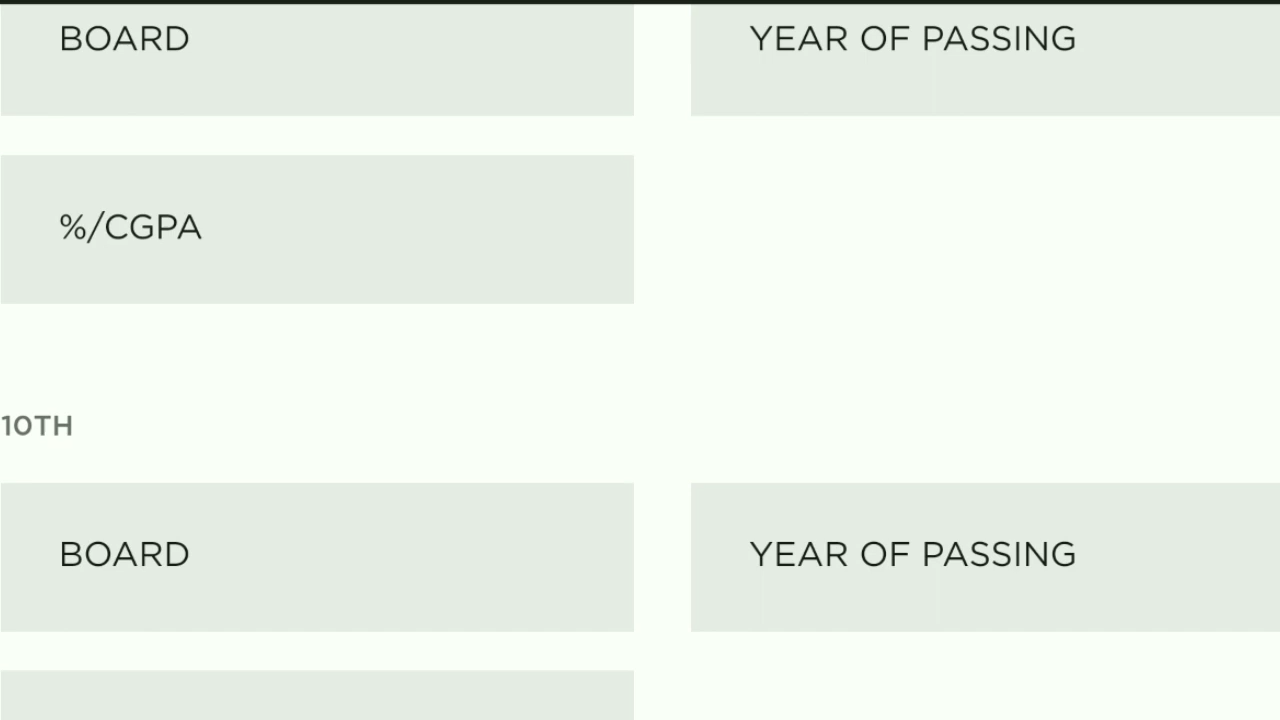 BOARD
YEAR OF PASSING
%/CGPA
10TH
BOARD
YEAR OF PASSING